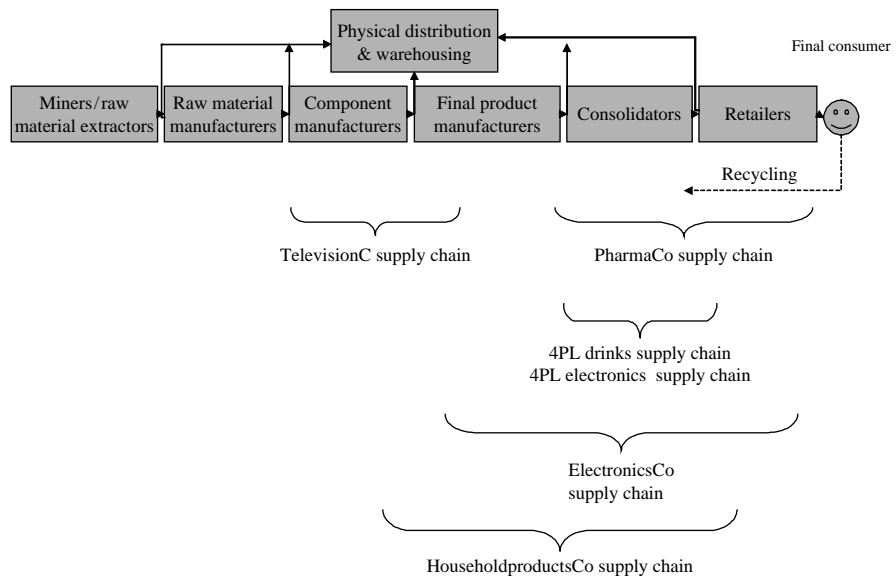 Physical distribution
& warehousing
Final consumer
Miners/raw
material extractors
Raw material
manufacturers
Component
manufacturers
Final product
manufacturers
Consolidators
Retailers
Recycling
TelevisionC supply chain
PharmaCo supply chain
4PL drinks supply chain
4PL electronics supply chain
ElectronicsCo
supply chain
HouseholdproductsCo supply chain